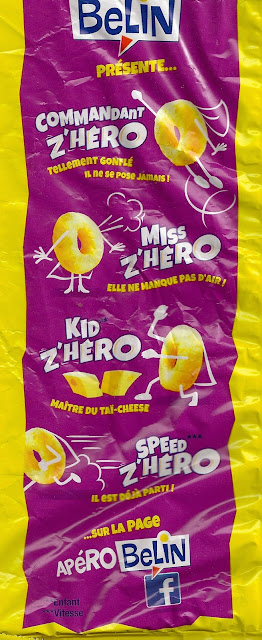 BeLIN
PRÉSENTE...
COMMANDANT
Z'HÉRO
TELLEMENT GONFLÉ
IL NE SE POSE JAMAIS !
MISS
Z'HÉRO
ELLE NE MANQUE PAS D'AIR !
KID**
Z'HÉRO
MAÎTRE DU TAÏ-CHEESE
SPEED***
Z'HÉRO
IL EST DÉJÀ PARTI !
...SUR LA PAGE
APÉRO BeLIN
f
Enfant
Vitesse